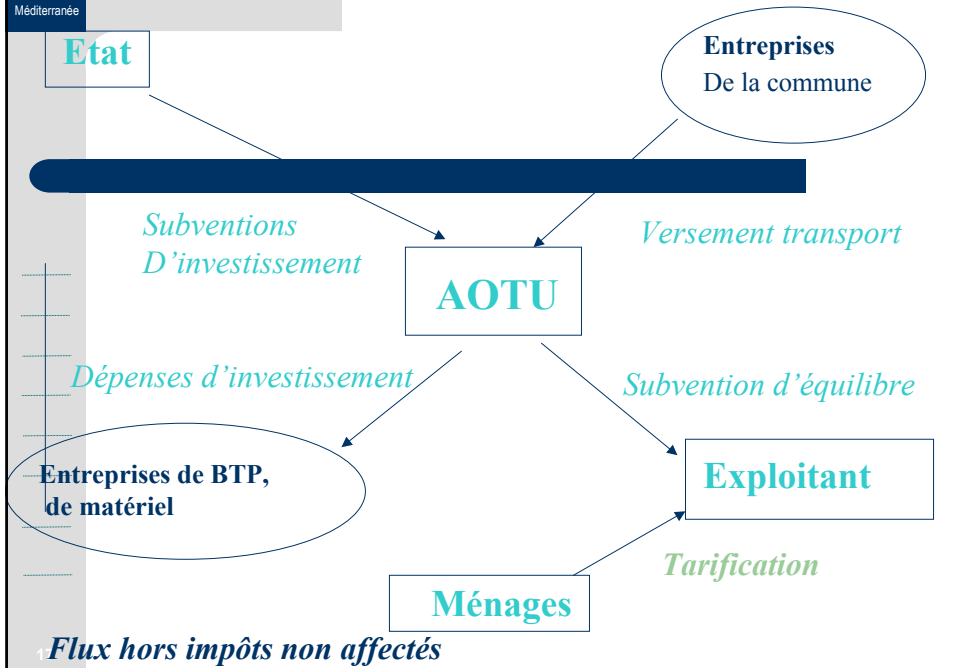 Méditerranée
Etat
Entreprises
De la commune
Subventions
D’investissement
Versement transport
AOTU
Dépenses d’investissement
Subvention d’équilibre
Entreprises de BTP,
de matériel
Exploitant
Tarification
Ménages
Flux hors impôts non affectés